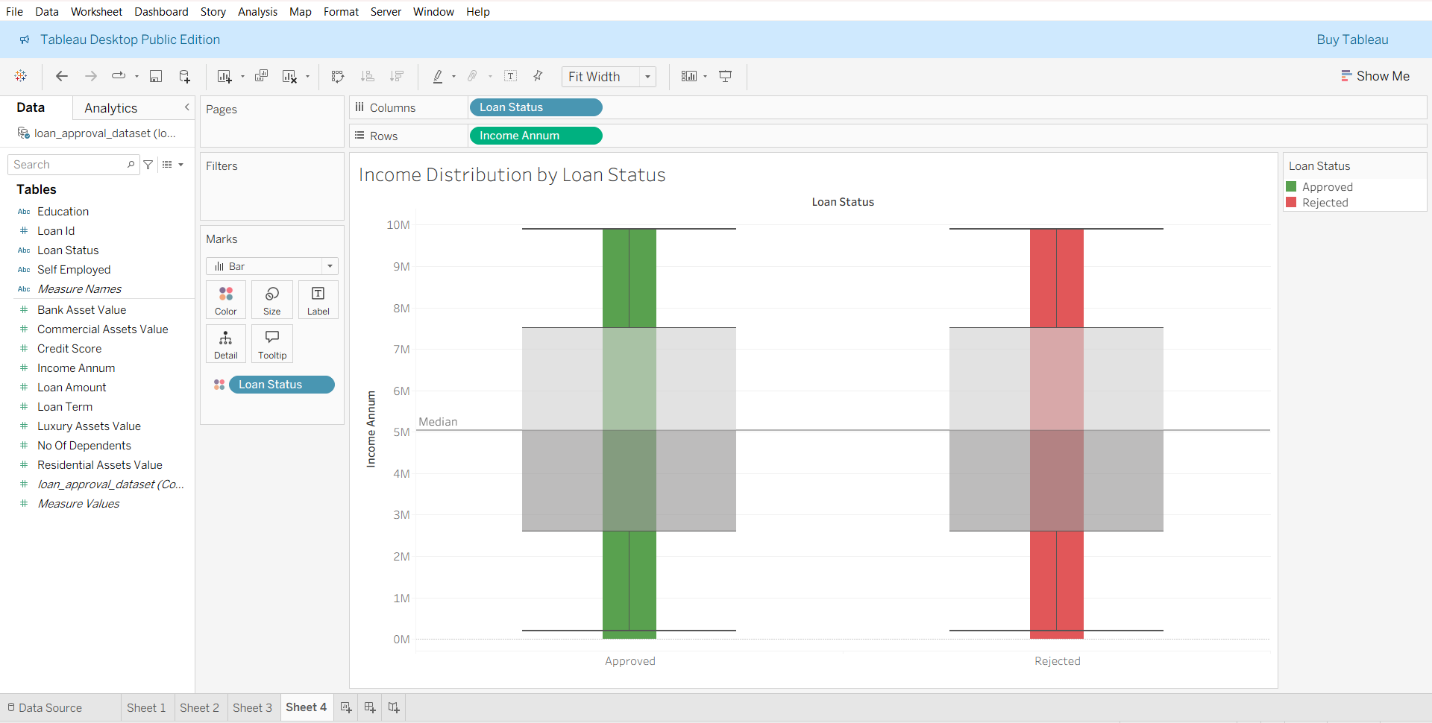 File Data Worksheet Dashboard Story Analysis Map Format Server Window Help
Tableau Desktop Public Edition
Buy Tableau
Fit Width
Show Me
Data
Analytics
loan_approval_dataset (lo...
Search
Tables
Abc Education
# Loan Id
Abc Loan Status
Abc Self Employed
Abc Measure Names
# Bank Asset Value
# Commercial Assets Value
# Credit Score
# Income Annum
# Loan Amount
# Loan Term
# Luxury Assets Value
# No Of Dependents
# Residential Assets Value
# loan_approval_dataset (Co...
# Measure Values
Pages
Filters
Marks
Bar
Color
Size
T
Label
Detail
Tooltip
Loan Status
Columns
Loan Status
Rows
Income Annum
Income Distribution by Loan Status
Loan Status
Income Annum
10M
9M
8M
7M
6M
Median
5M
4M
3M
2M
1M
0M
Approved
Rejected
Loan Status
Approved
Rejected
Data Source
Sheet 1
Sheet 2
Sheet 3
Sheet 4